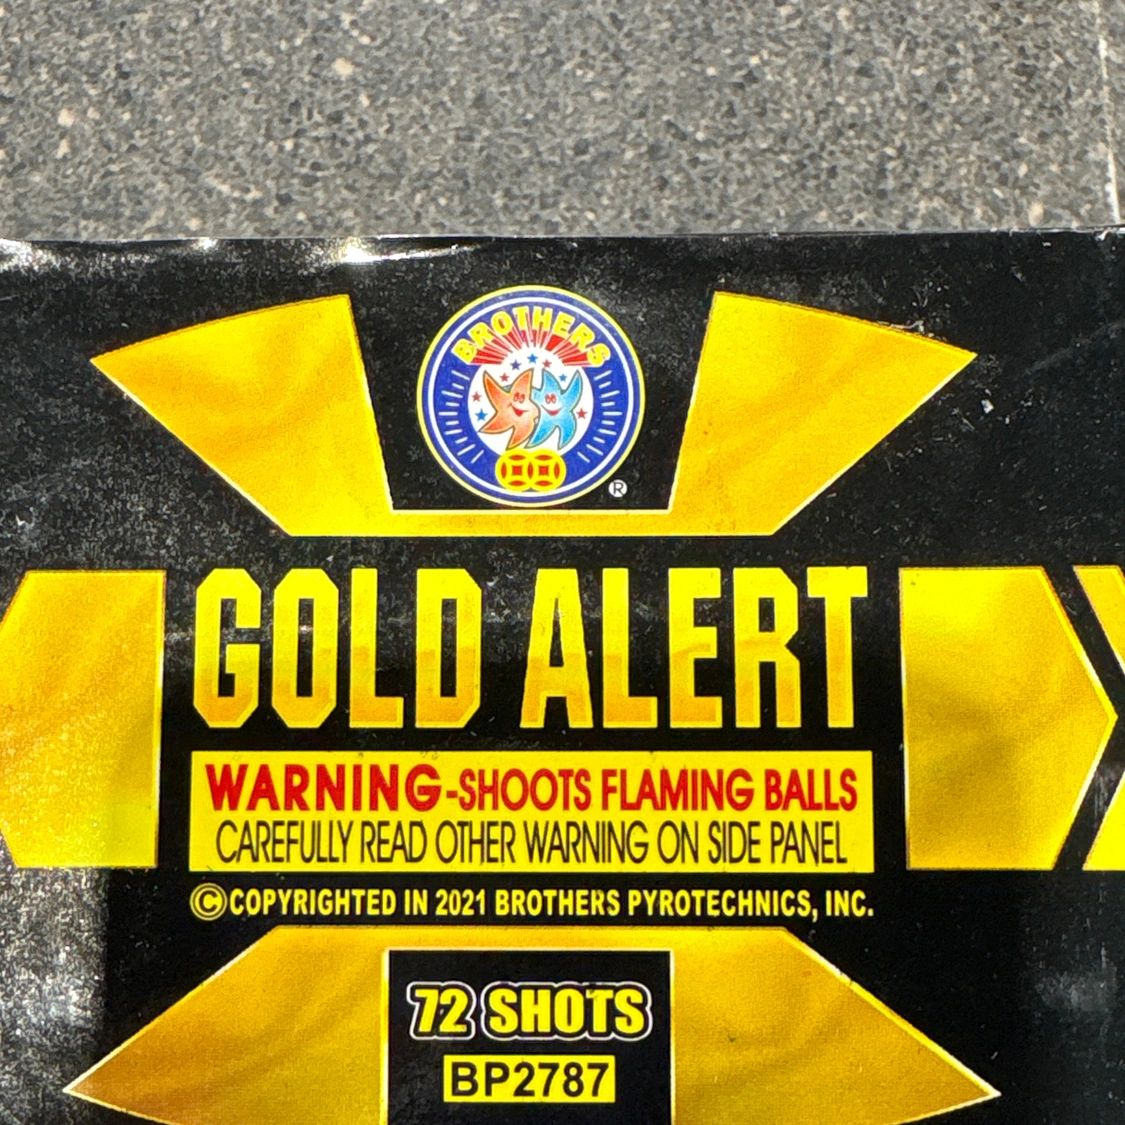 BROTHERS
®
GOLD ALERT
WARNING-SHOOTS FLAMING BALLS
CAREFULLY READ OTHER WARNING ON SIDE PANEL
©COPYRIGHTED IN 2021 BROTHERS PYROTECHNICS, INC.
72 SHOTS
BP2787